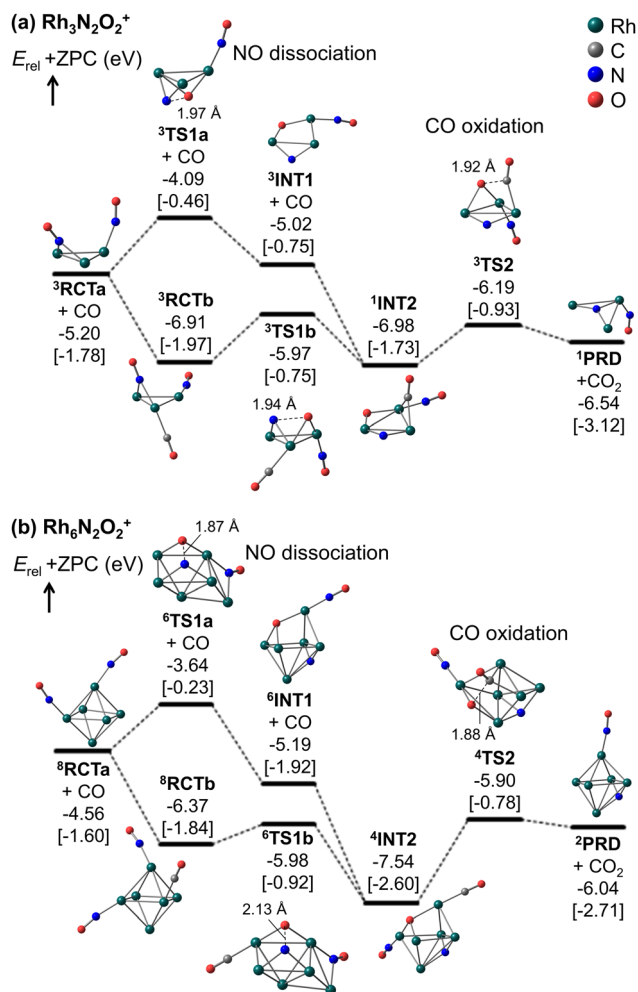 (a) Rh₃N₂O₂⁺
E_rel +ZPC (eV)
NO dissociation
1.97 Å
³TS1a
+ CO
-4.09
[-0.46]
³INT1
+ CO
-5.02
[-0.75]
CO oxidation
1.92 Å
³TS2
-6.19
[-0.93]
Rh
C
N
O
³RCTa
+ CO
-5.20
[-1.78]
³RCTb
-6.91
[-1.97]
³TS1b
-5.97
[-0.75]
1.94 Å
¹INT2
-6.98
[-1.73]
¹PRD
+CO₂
-6.54
[-3.12]
(b) Rh₆N₂O₂⁺
E_rel +ZPC (eV)
1.87 Å
NO dissociation
⁶TS1a
+ CO
-3.64
[-0.23]
⁶INT1
+ CO
-5.19
[-1.92]
CO oxidation
1.88 Å
⁴TS2
-5.90
[-0.78]
⁸RCTa
+ CO
-4.56
[-1.60]
⁸RCTb
-6.37
[-1.84]
⁶TS1b
-5.98
[-0.92]
2.13 Å
⁴INT2
-7.54
[-2.60]
²PRD
+ CO₂
-6.04
[-2.71]